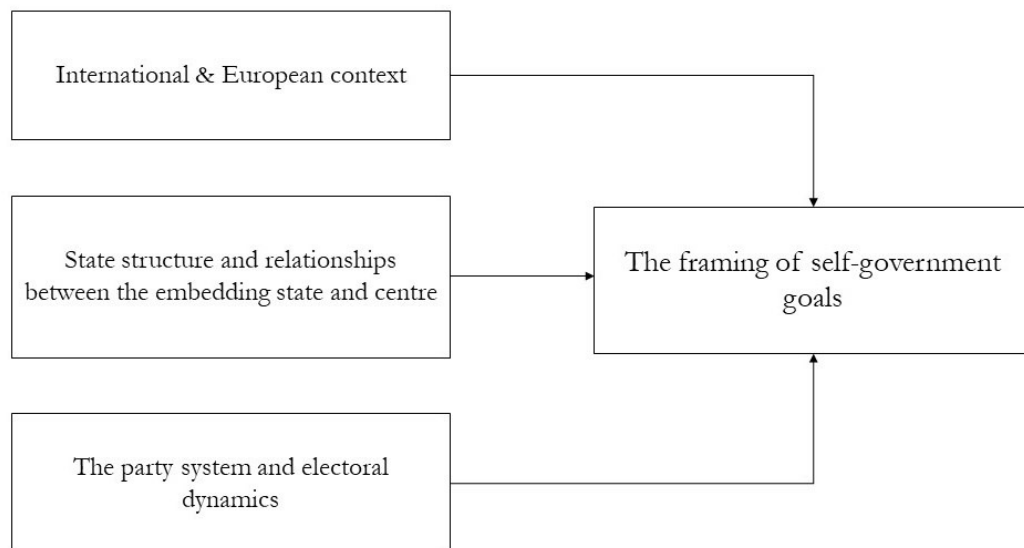 International & European context
State structure and relationships
between the embedding state and centre
The framing of self-government
goals
The party system and electoral
dynamics